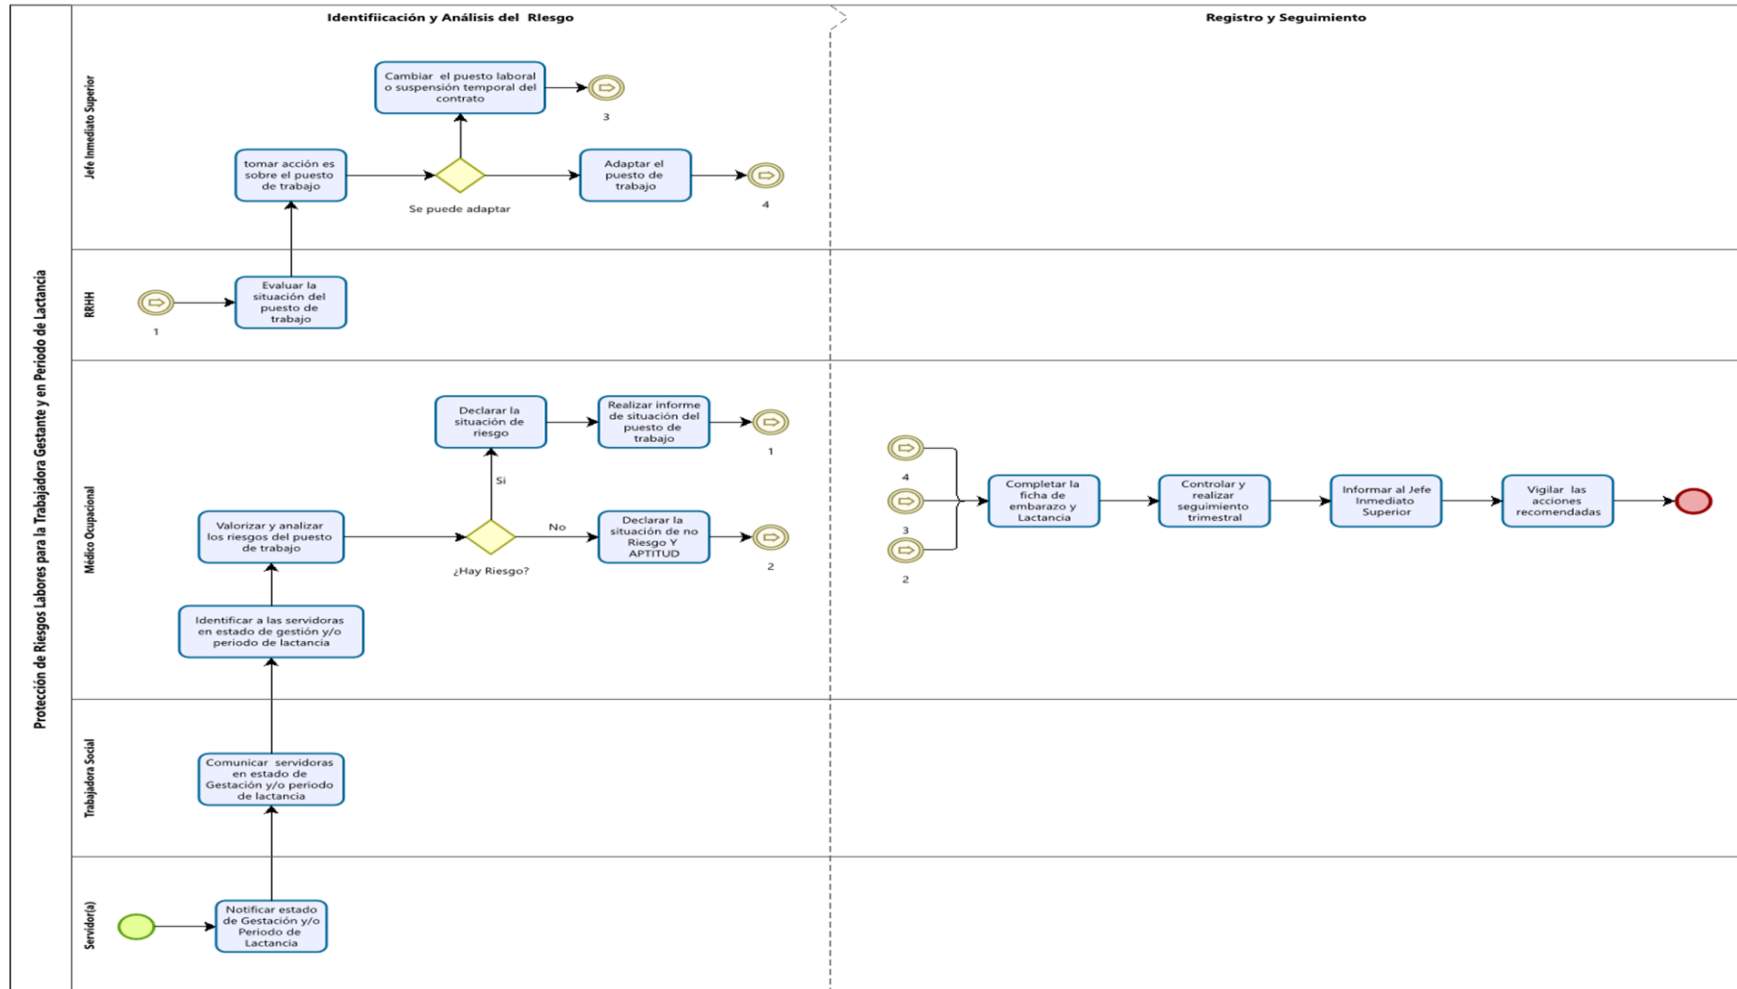 Protección de Riesgos Labores para la Trabajadora Gestante y en Periodo de Lactancia
Identifiicación y Análisis del RIesgo
Registro y Seguimiento
Jefe Inmediato Superior
Cambiar el puesto laboral
o suspensión temporal del
contrato
3
tomar acción es
sobre el puesto
de trabajo
Se puede adaptar
Adaptar el
puesto de
trabajo
4
RRHH
1
Evaluar la
situación del
puesto de
trabajo
Médico Ocupacional
Declarar la
situación de
riesgo
Realizar informe
de situación del
puesto de
trabajo
1
Si
Valorizar y analizar
los riesgos del puesto
de trabajo
¿Hay Riesgo?
No
Declarar la
situación de no
Riesgo Y
APTITUD
2
Identificar a las servidoras
en estado de gestión y/o
periodo de lactancia
4
3
2
Completar la
ficha de
embarazo y
Lactancia
Controlar y
realizar
seguimiento
trimestral
Informar al Jefe
Inmediato
Superior
Vigilar las
acciones
recomendadas
Trabajadora Social
Comunicar servidoras
en estado de
Gestación y/o periodo
de lactancia
Servidor(a)
Notificar estado
de Gestación y/o
Periodo de
Lactancia